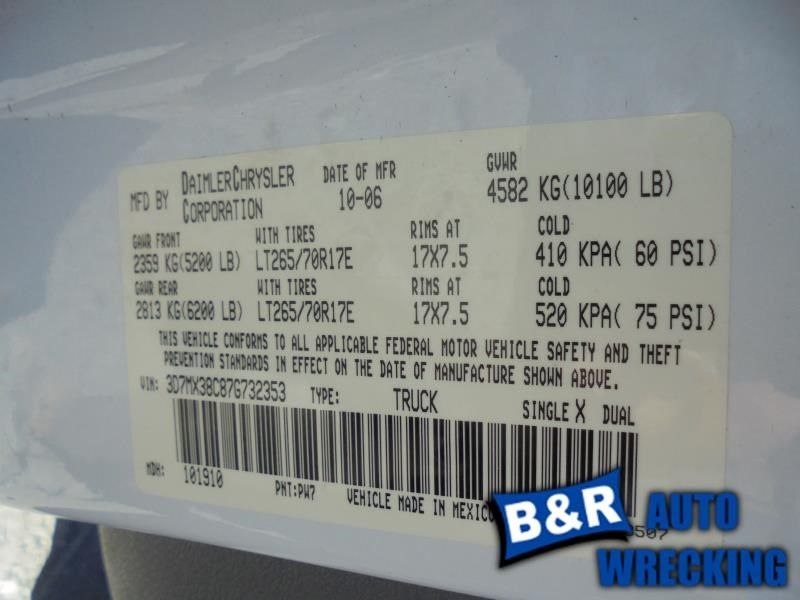 MFD BY DAIMLERCHRYSLER CORPORATION DATE OF MFR 10-06 GVWR 4582 KG(10100 LB)
GAWR FRONT WITH TIRES RIMS AT COLD
2359 KG(5200 LB) LT265/70R17E 17X7.5 410 KPA( 60 PSI)
GAWR REAR WITH TIRES RIMS AT COLD
2813 KG(6200 LB) LT265/70R17E 17X7.5 520 KPA( 75 PSI)
THIS VEHICLE CONFORMS TO ALL APPLICABLE FEDERAL MOTOR VEHICLE SAFETY AND THEFT
PREVENTION STANDARDS IN EFFECT ON THE DATE OF MANUFACTURE SHOWN ABOVE.
VIN: 3D7MX38C87G732353 TYPE: TRUCK SINGLE X DUAL
MDH: 101910 PNT:PW7 VEHICLE MADE IN MEXICO
B&R AUTO
WRECKING